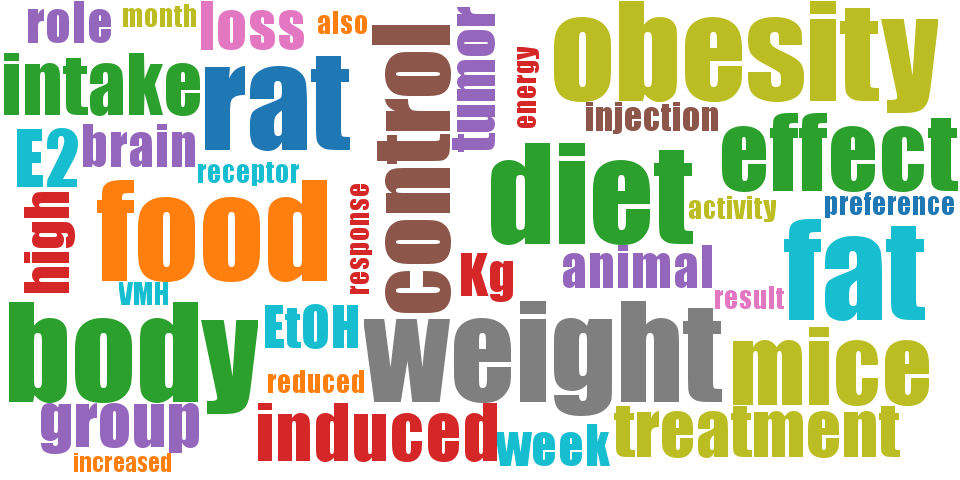 role
month
loss
also
control
tumor
energy
obesity
intake
rat
injection
E2
brain
receptor
effect
diet
activity
preference
high
food
response
Kg
animal
fat
result
VMH
body
EtOH
weight
mice
reduced
group
induced
week
treatment
increased